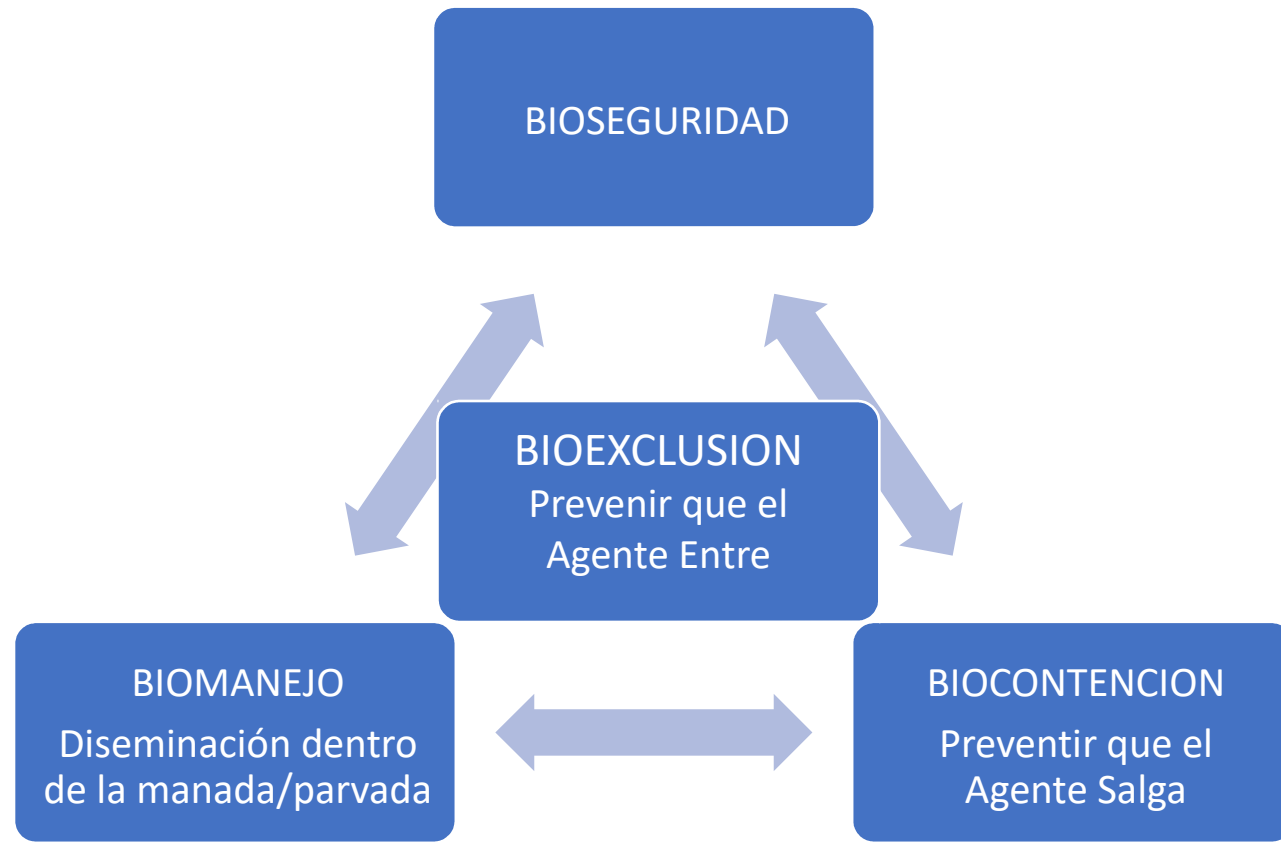 BIOSEGURIDAD
BIOEXCLUSION
Prevenir que el
Agente Entre
BIOMANEJO
Diseminación dentro
de la manada/parvada
BIOCONTENCION
Preventir que el
Agente Salga